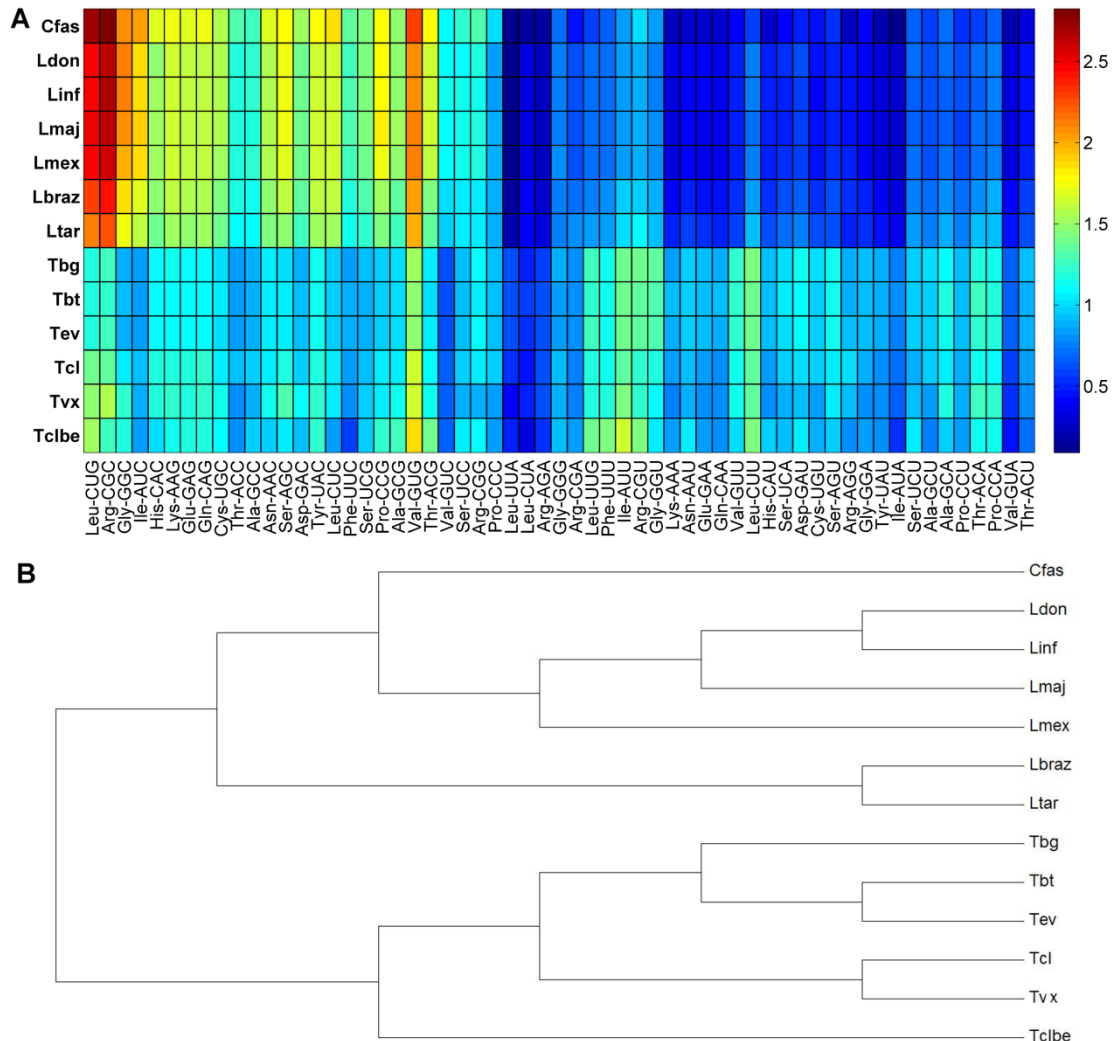 A
Cfas
Ldon
Linf
Lmaj
Lmex
Lbraz
Ltar
Tbg
Tbt
Tev
Tcl
Tvx
Tclbe
2.5
2
1.5
1
0.5
Leu-CUG
Arg-CGC
Gly-GGC
Ile-AUC
His-CAC
Lys-AAG
Glu-GAG
Gln-CAG
Cys-UGC
Thr-ACC
Ala-GCC
Asn-AAC
Ser-AGC
Asp-GAC
Tyr-UAC
Leu-CUC
Phe-UUC
Ser-UCG
Pro-CCG
Ala-GCG
Val-GUG
Thr-ACG
Val-GUC
Ser-UCC
Arg-CGG
Pro-CCC
Leu-UUA
Leu-CUA
Arg-AGA
Gly-GGG
Arg-CGA
Leu-UUG
Phe-UUU
Ile-AUU
Arg-CGU
Gly-GGU
Lys-AAA
Asn-AAU
Glu-GAA
Gln-CAA
Val-GUU
Leu-CUU
His-CAU
Ser-UCA
Asp-GAU
Cys-UGU
Ser-AGU
Arg-AGG
Gly-GGA
Tyr-UAU
Ile-AUA
Ser-UCU
Ala-GCU
Ala-GCA
Pro-CCU
Thr-ACA
Pro-CCA
Val-GUA
Thr-ACU
B
Cfas
Ldon
Linf
Lmaj
Lmex
Lbraz
Ltar
Tbg
Tbt
Tev
Tcl
Tvx
Tclbe